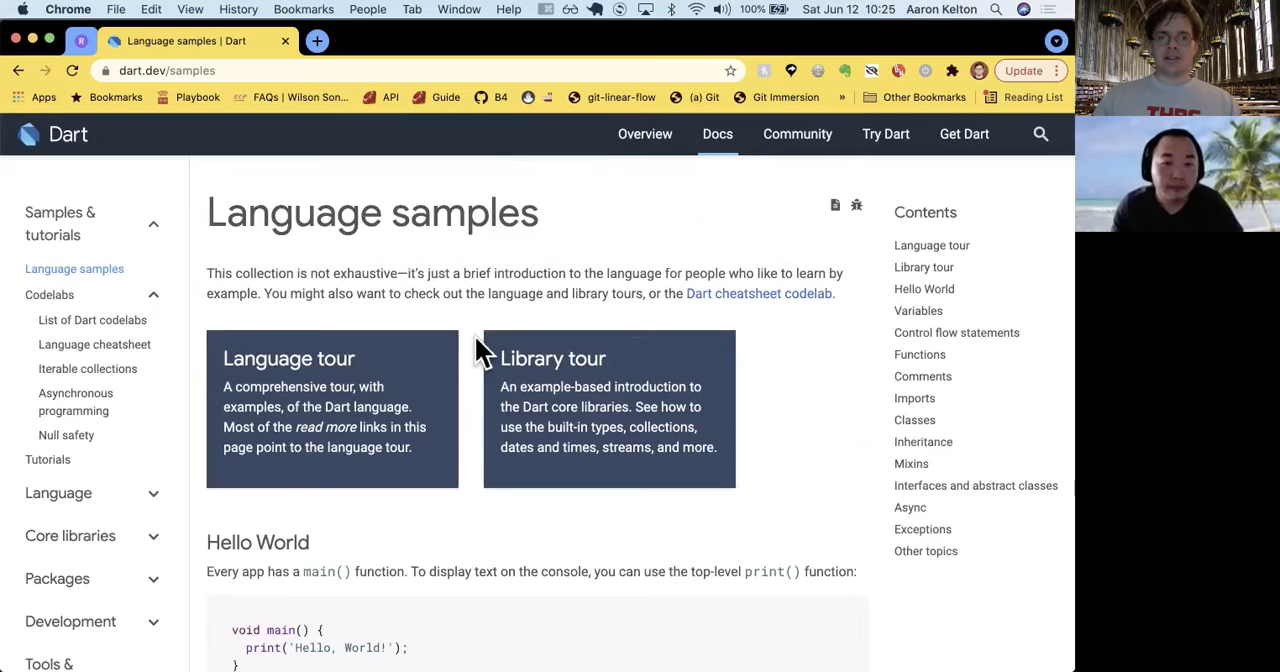 Chrome File Edit View History Bookmarks People Tab Window Help 100% Sat Jun 12 10:25 Aaron Kelton
R Language samples | Dart
dart.dev/samples Update
Apps Bookmarks Playbook FAQs | Wilson Son... API Guide B4 git-linear-flow (a) Git Git Immersion » Other Bookmarks Reading List
Dart Overview Docs Community Try Dart Get Dart
Samples &
tutorials
Language samples
Codelabs
List of Dart codelabs
Language cheatsheet
Iterable collections
Asynchronous
programming
Null safety
Tutorials
Language
Core libraries
Packages
Development
Tools &
Language samples
This collection is not exhaustive—it's just a brief introduction to the language for people who like to learn by
example. You might also want to check out the language and library tours, or the Dart cheatsheet codelab.
Language tour
A comprehensive tour, with
examples, of the Dart language.
Most of the read more links in this
page point to the language tour.
Library tour
An example-based introduction to
the Dart core libraries. See how to
use the built-in types, collections,
dates and times, streams, and more.
Hello World
Every app has a main() function. To display text on the console, you can use the top-level print() function:
void main() {
print('Hello, World!');
}
Contents
Language tour
Library tour
Hello World
Variables
Control flow statements
Functions
Comments
Imports
Classes
Inheritance
Mixins
Interfaces and abstract classes
Async
Exceptions
Other topics